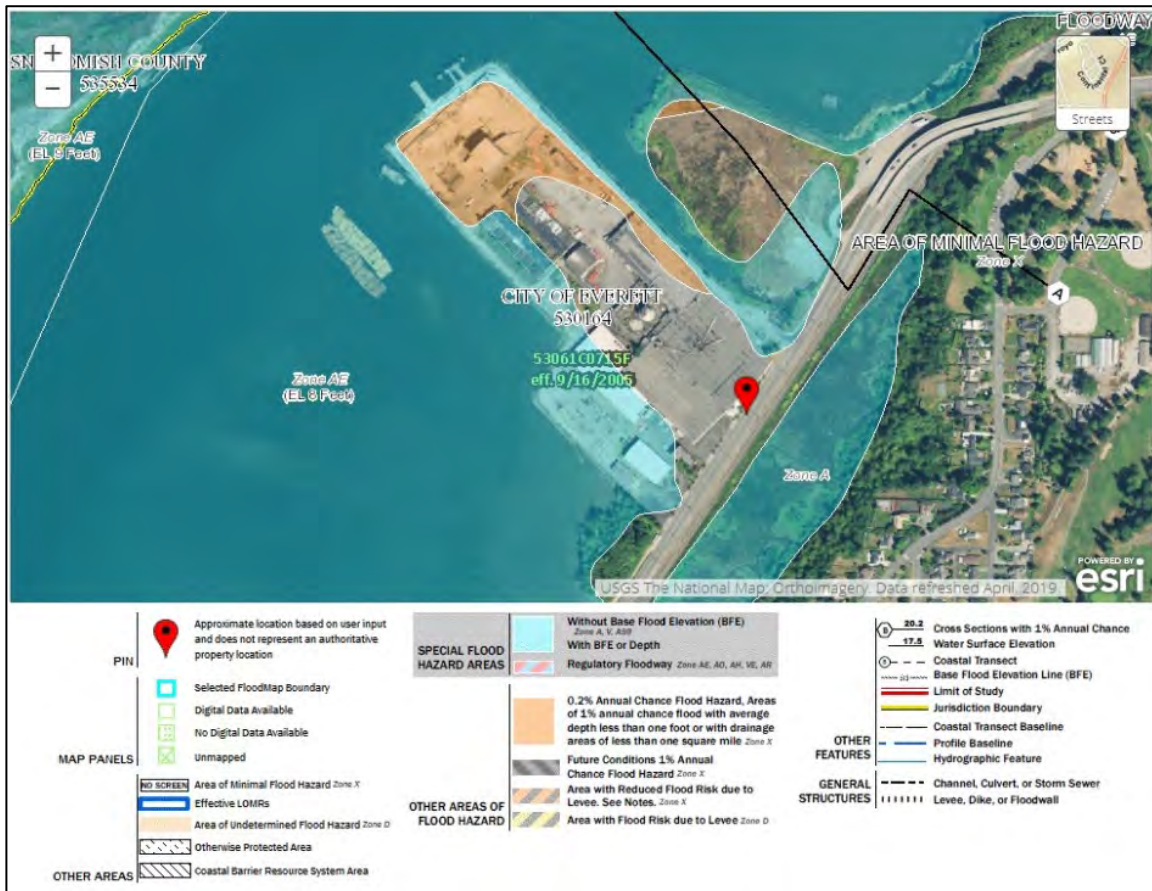 FLOODWAY
+
SN
OMISH COUNTY
535534
Streets
Zone AE
(EL 9 Feet)
AREA OF MINIMAL FLOOD HAZARD
Zone X
A
CITY OF EVERETT
530164
53061C0715F
eff. 9/16/2005
Zone AE
(EL 8 Feet)
Zone A
POWERED BY
esri
USGS The National Map: Orthoimagery. Data refreshed April, 2019.
PIN
Approximate location based on user input
and does not represent an authoritative
property location
MAP PANELS
Selected FloodMap Boundary
Digital Data Available
No Digital Data Available
Unmapped
OTHER AREAS
NO SCREEN Area of Minimal Flood Hazard Zone X
Effective LOMRs
Area of Undetermined Flood Hazard Zone D
Otherwise Protected Area
Coastal Barrier Resource System Area
SPECIAL FLOOD
HAZARD AREAS
Without Base Flood Elevation (BFE)
Zone A, V, A99
With BFE or Depth
Regulatory Floodway Zone AE, AO, AH, VE, AR
OTHER AREAS OF
FLOOD HAZARD
0.2% Annual Chance Flood Hazard, Areas
of 1% annual chance flood with average
depth less than one foot or with drainage
areas of less than one square mile Zone X
Future Conditions 1% Annual
Chance Flood Hazard Zone X
Area with Reduced Flood Risk due to
Levee. See Notes. Zone X
Area with Flood Risk due to Levee Zone D
OTHER
FEATURES
20.2 Cross Sections with 1% Annual Chance
17.5 Water Surface Elevation
Coastal Transect
Base Flood Elevation Line (BFE)
Limit of Study
Jurisdiction Boundary
Coastal Transect Baseline
Profile Baseline
Hydrographic Feature
GENERAL
STRUCTURES
Channel, Culvert, or Storm Sewer
Levee, Dike, or Floodwall